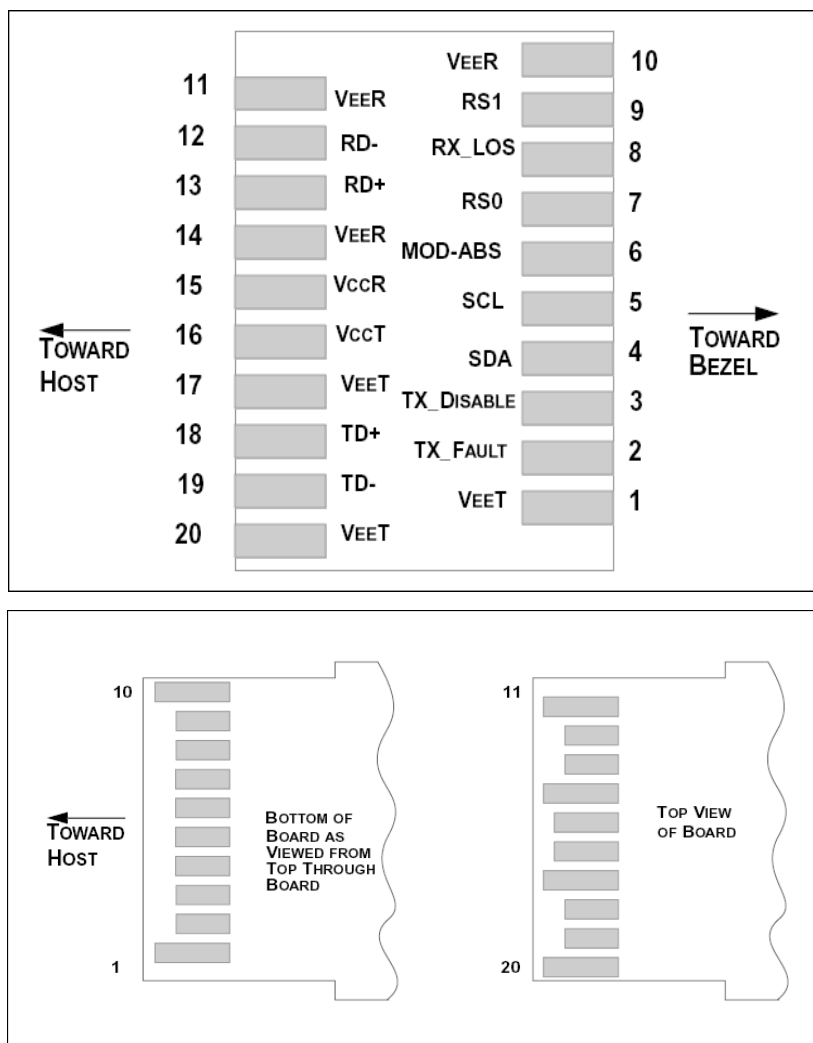 VEER 10
11 VEER
RS1 9
12 RD-
RX_LOS 8
13 RD+
RS0 7
14 VEER
MOD-ABS 6
15 VCCR
SCL 5
16 VCCT
SDA 4
17 VEET
TX_DISABLE 3
18 TD+
TX_FAULT 2
19 TD-
VEET 1
20 VEET
TOWARD
HOST
TOWARD
BEZEL
10
1
TOWARD
HOST
BOTTOM OF
BOARD AS
VIEWED FROM
TOP THROUGH
BOARD
11
20
TOP VIEW
OF BOARD